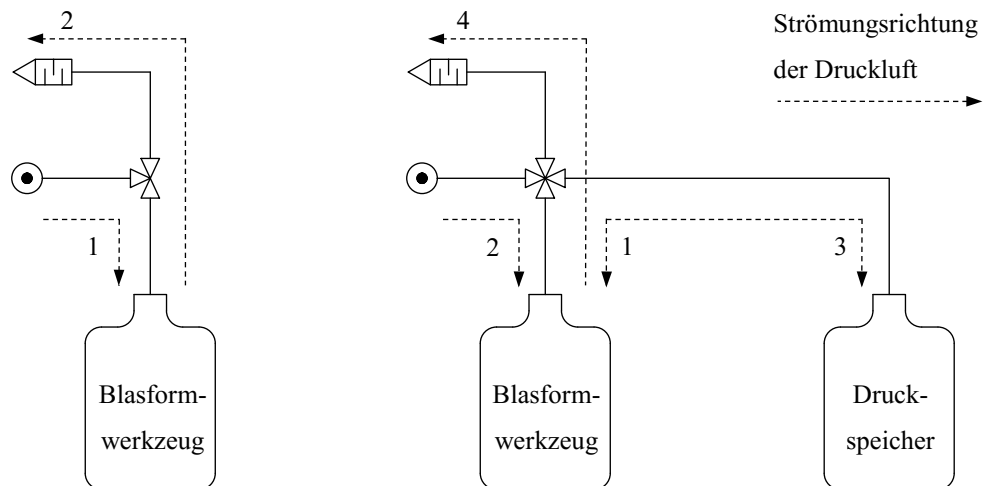 2
4
Strömungsrichtung
der Druckluft
1
2
1
3
Blasform-
werkzeug
Blasform-
werkzeug
Druck-
speicher